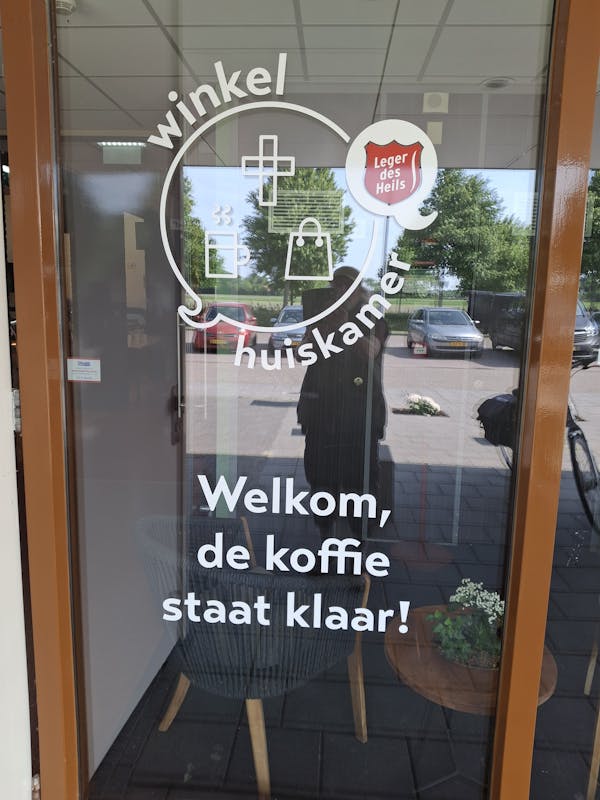 winkel
Leger
des
Heils
huiskamer
Welkom,
de koffie
staat klaar!